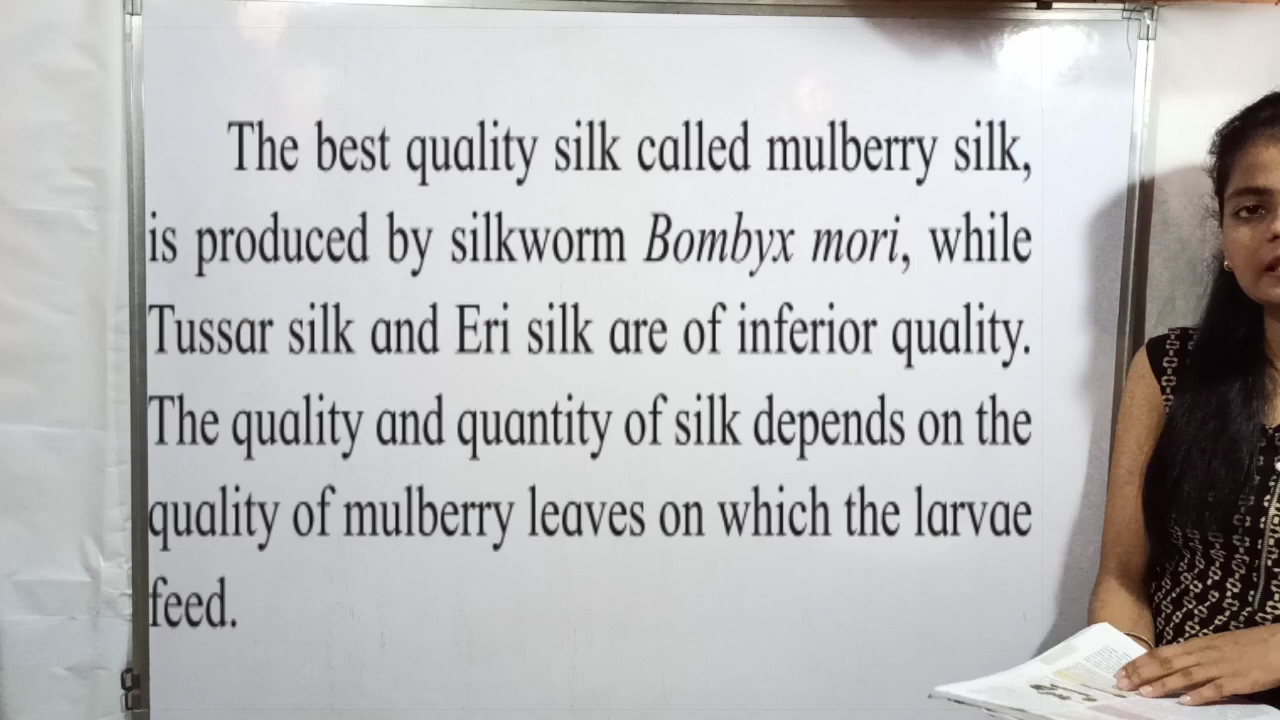 The best quality silk called mulberry silk,
is produced by silkworm Bombyx mori, while
Tussar silk and Eri silk are of inferior quality.
The quality and quantity of silk depends on the
quality of mulberry leaves on which the larvae
feed.